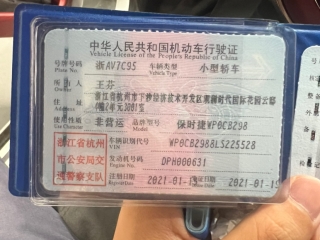 中华人民共和国机动车行驶证
Vehicle License of the People's Republic of China
号牌号码 浙AV7C95 车辆类型 小型轿车
Plate No. Vehicle Type
所有人 王芬
Owner
住址 浙江省杭州市下沙经济技术开发区
Address
使用性质 非营运 品牌型号 保时捷WP0CB298
Use Character Model
浙江省杭州
市公安局交
通警察支队
车辆识别代号 WP0CB2988LS225528
VIN
发动机号码 DPH000631
Engine No.
注册日期 2021-01- 发证日期 2021-01-1
Register Date Issue Date